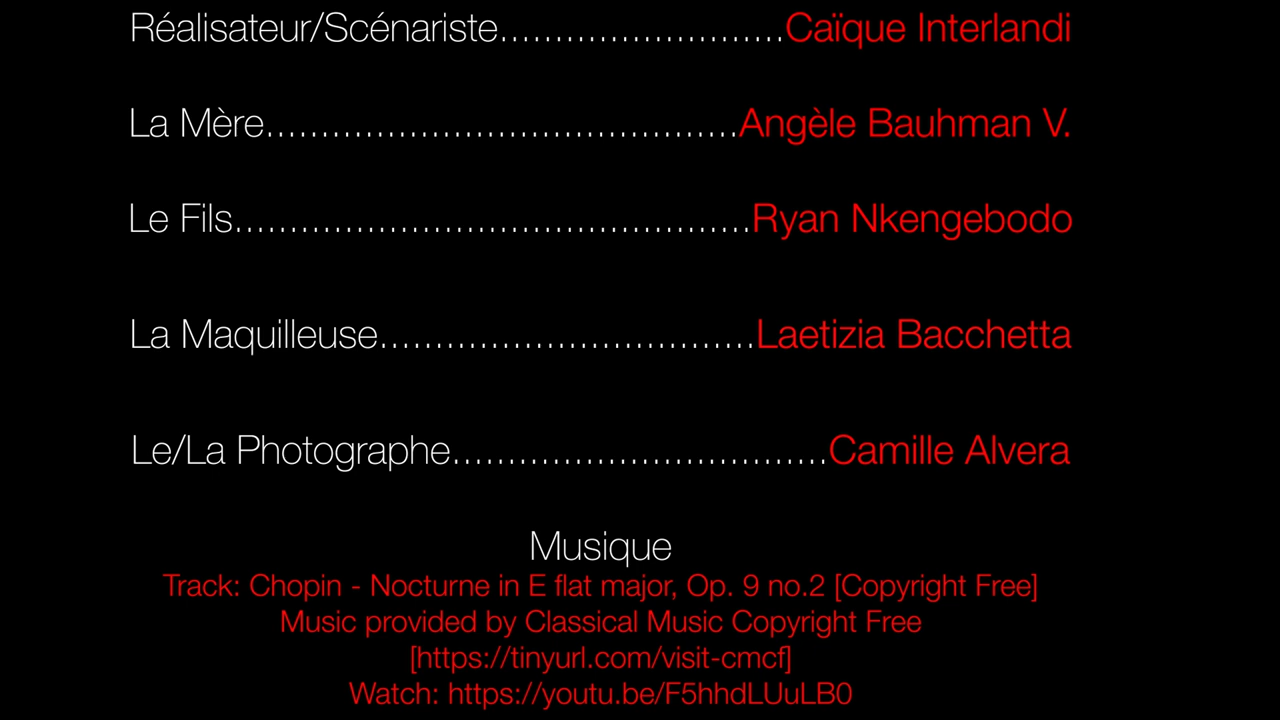 Réalisateur/Scénariste..........................Caïque Interlandi
La Mère...........................................Angèle Bauhman V.
Le Fils...............................................Ryan Nkengebodo
La Maquilleuse..................................Laetizia Bacchetta
Le/La Photographe..................................Camille Alvera
Musique
Track: Chopin - Nocturne in E flat major, Op. 9 no.2 [Copyright Free]
Music provided by Classical Music Copyright Free
[https://tinyurl.com/visit-cmcf]
Watch: https://youtu.be/F5hhdLUuLB0